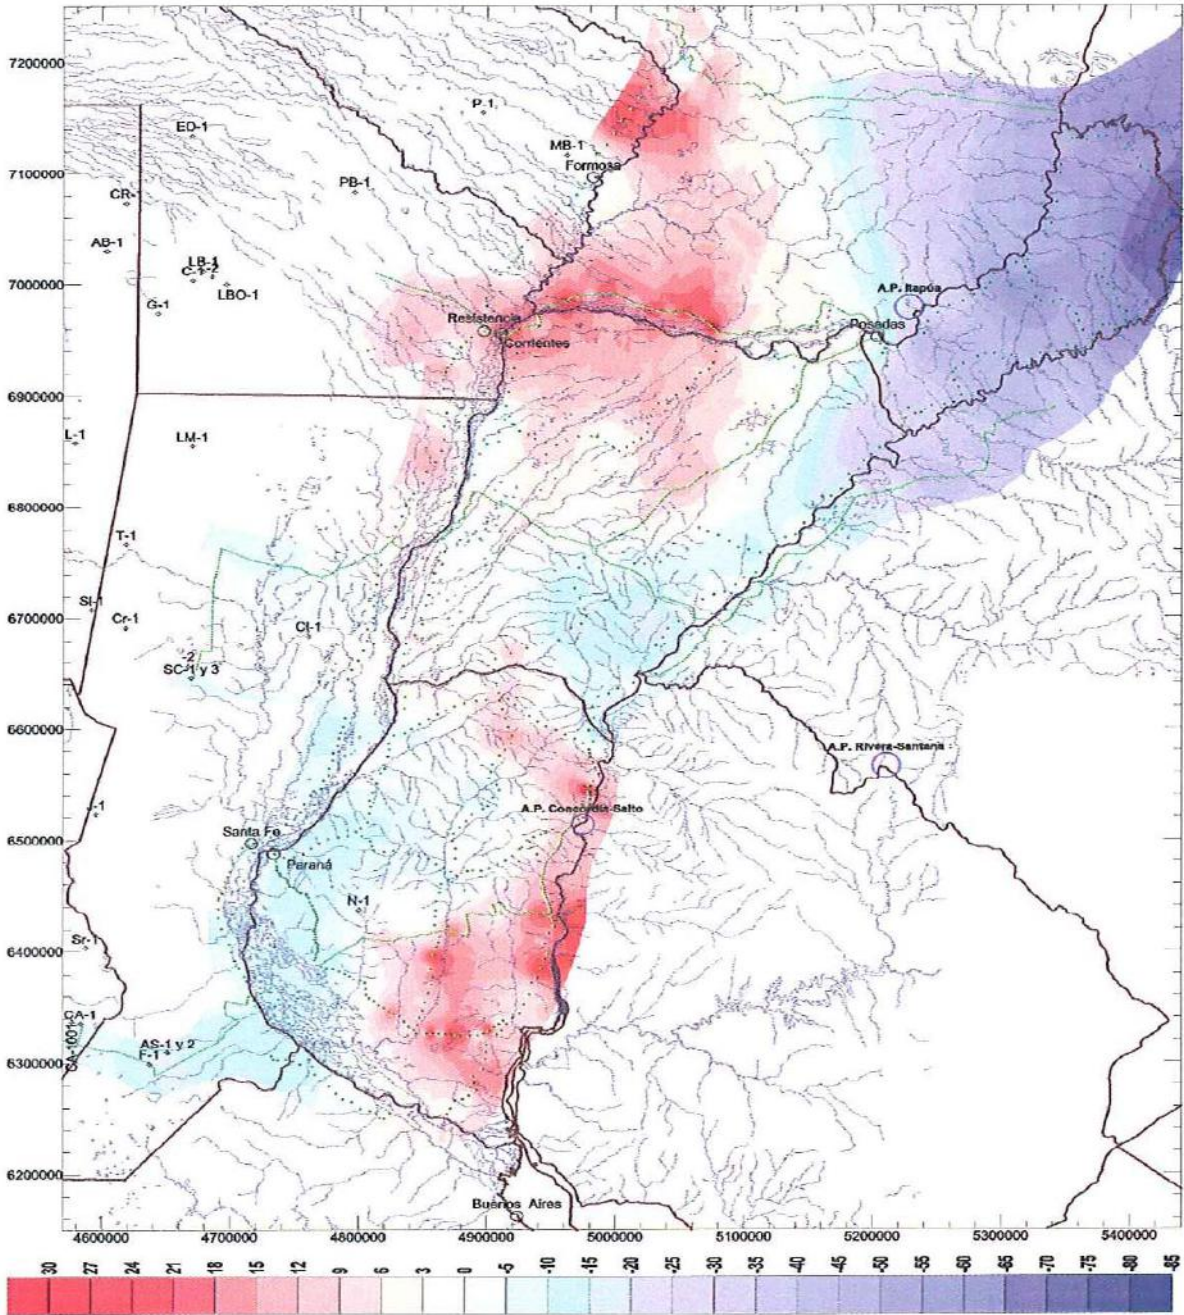 7200000
P-1
ED-1
MB-1
Formosa
7100000
PB-1
CR-
AB-1
LB-1
C-1 -2
LBO-1
7000000
G-1
A.P. Itapúa
Resistencia
Posadas
Corrientes
6900000
L-1
LM-1
6800000
T-1
SI-1
Cr-1
CI-1
6700000
-2
SC-1 y 3
6600000
A.P. Rivera-Santana
-1
A.P. Concordia-Salto
Santa Fe
6500000
Paraná
N-1
Sr-1
6400000
CA-1
SA-1001
AS-1 y 2
F-1
6300000
6200000
Buenos Aires
4600000 4700000 4800000 4900000 5000000 5100000 5200000 5300000 5400000
30 27 24 21 18 15 12 9 6 3 0 -5 -10 -15 -20 -25 -30 -35 -40 -45 -50 -55 -60 -65 -70 -75 -80 -85